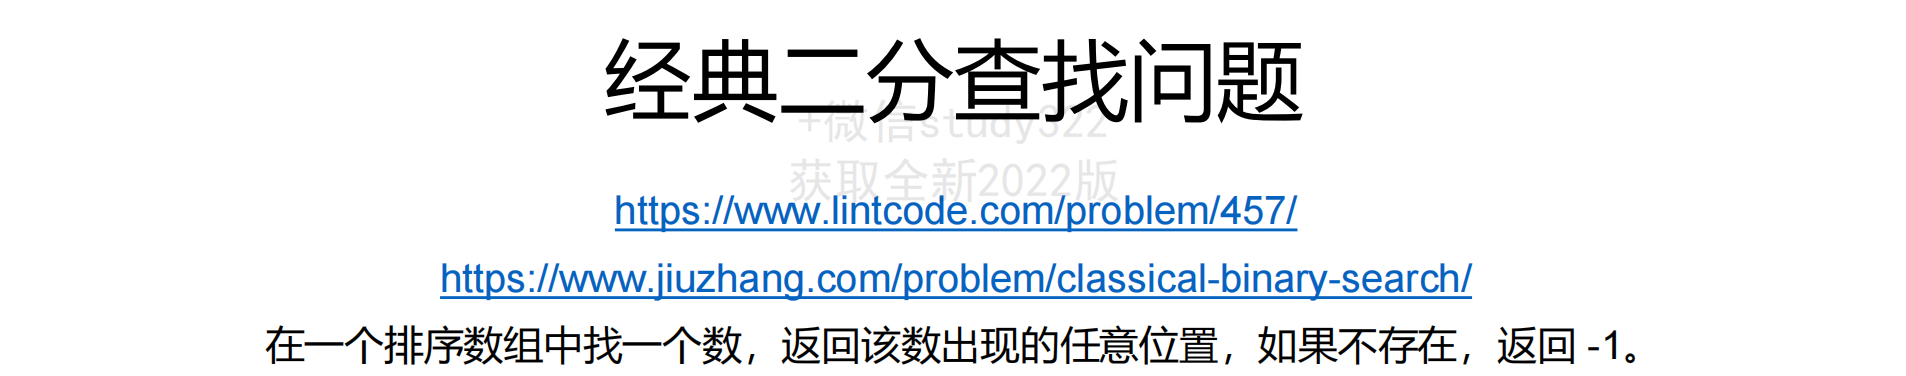 经典二分查找问题
+微信study322
获取全新2022版
https://www.lintcode.com/problem/457/
https://www.jiuzhang.com/problem/classical-binary-search/
在一个排序数组中找一个数，返回该数出现的任意位置，如果不存在，返回 -1。